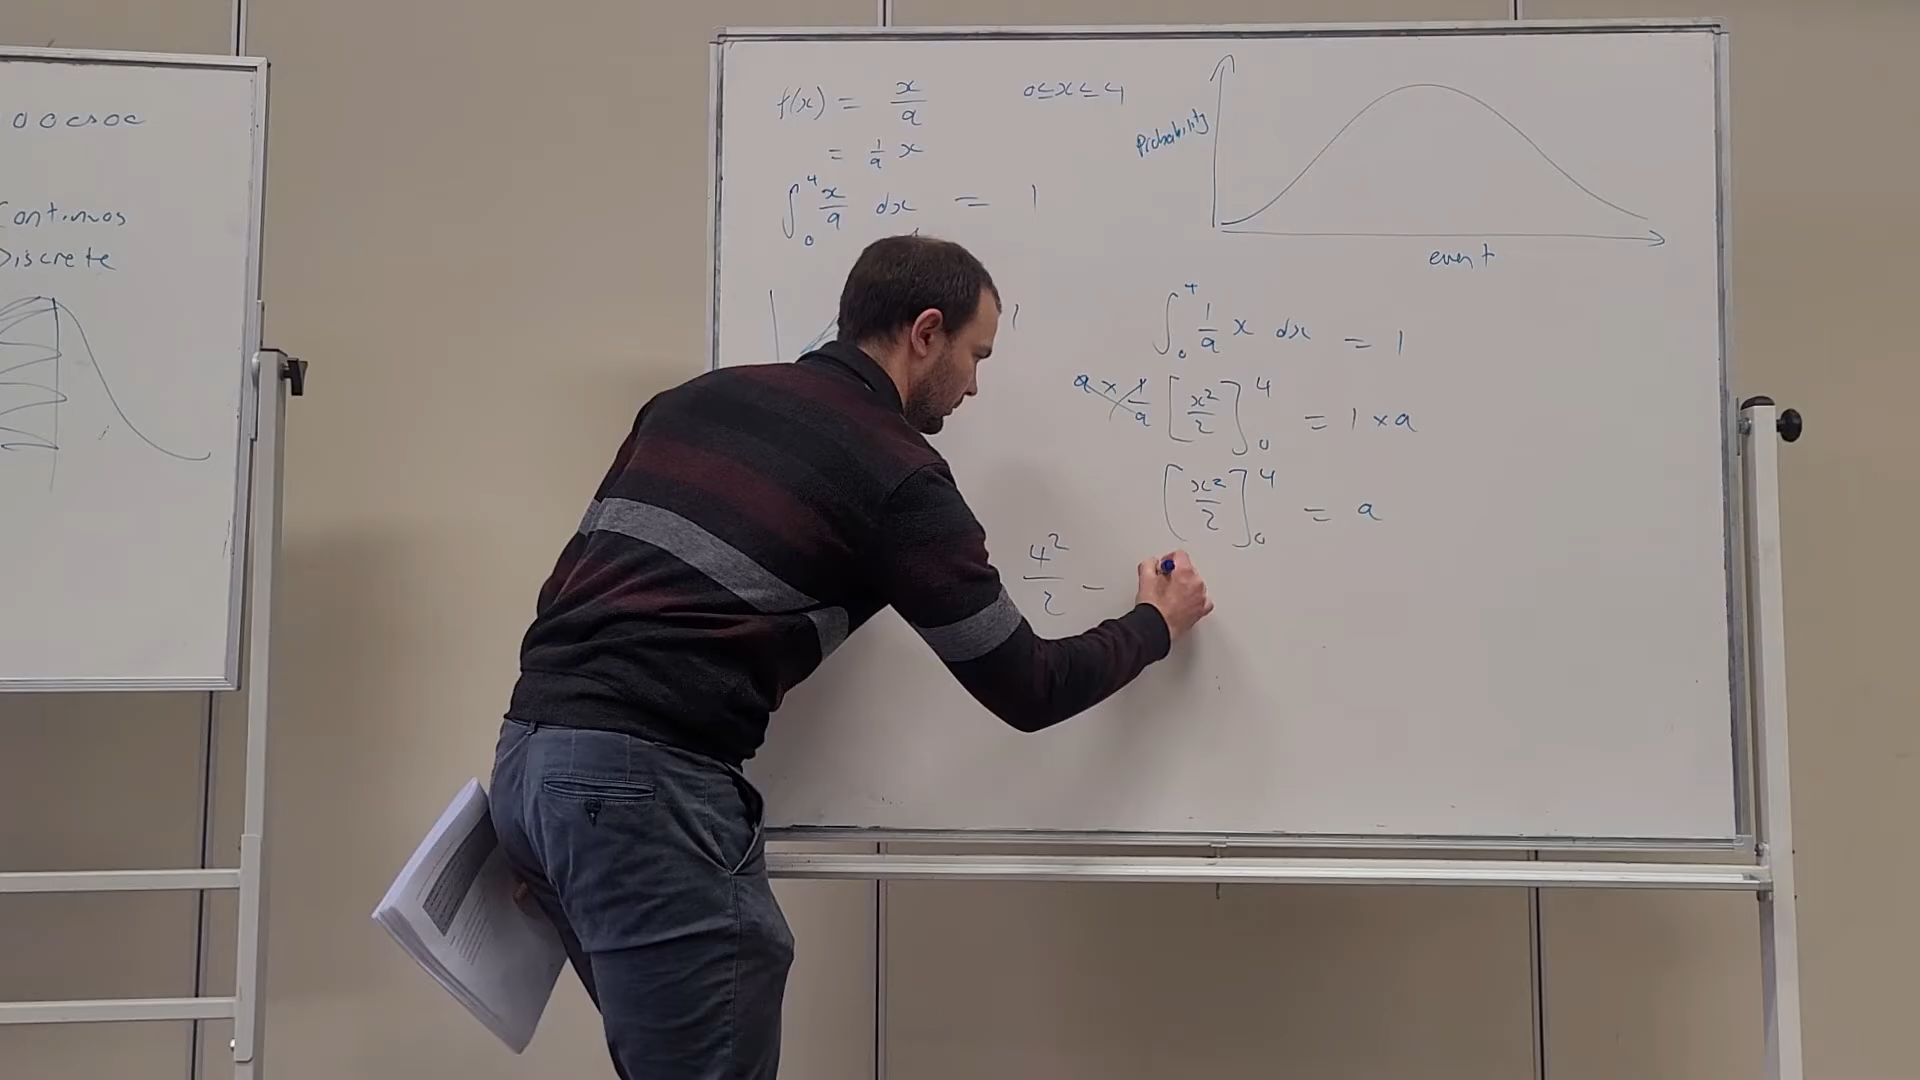 Continuos
Discrete
f(x) = x/a 0≤x≤4
= 1/a x
∫₀⁴ x/a dx = 1
1
Probability
event
∫₀⁴ 1/a x dx = 1
a × 1/a [x²/2]₀⁴ = 1 × a
[x²/2]₀⁴ = a
4²/2 -